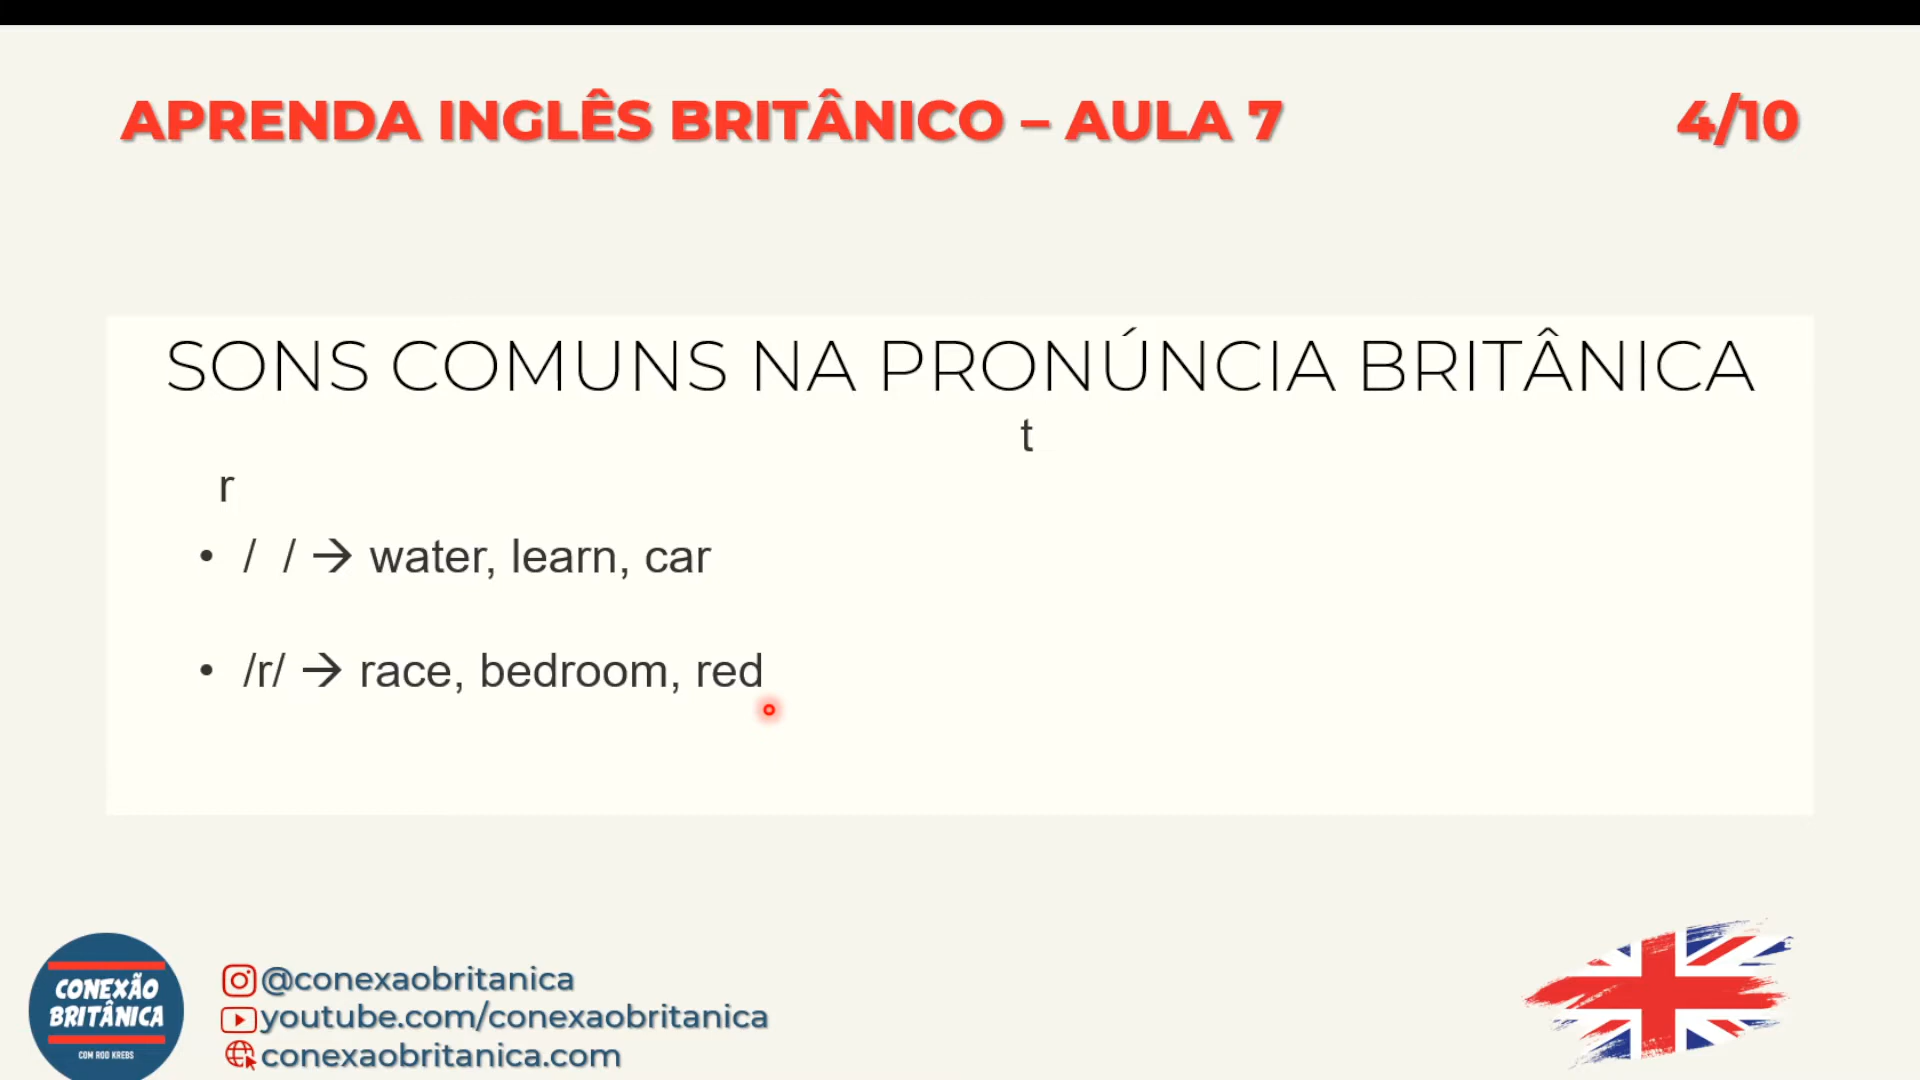 APRENDA INGLÊS BRITÂNICO – AULA 7
4/10
SONS COMUNS NA PRONÚNCIA BRITÂNICA
t
r
• / / → water, learn, car
• /r/ → race, bedroom, red
CONEXÃO
BRITÂNICA
COM ROD KREBS
@conexaobritanica
youtube.com/conexaobritanica
conexaobritanica.com